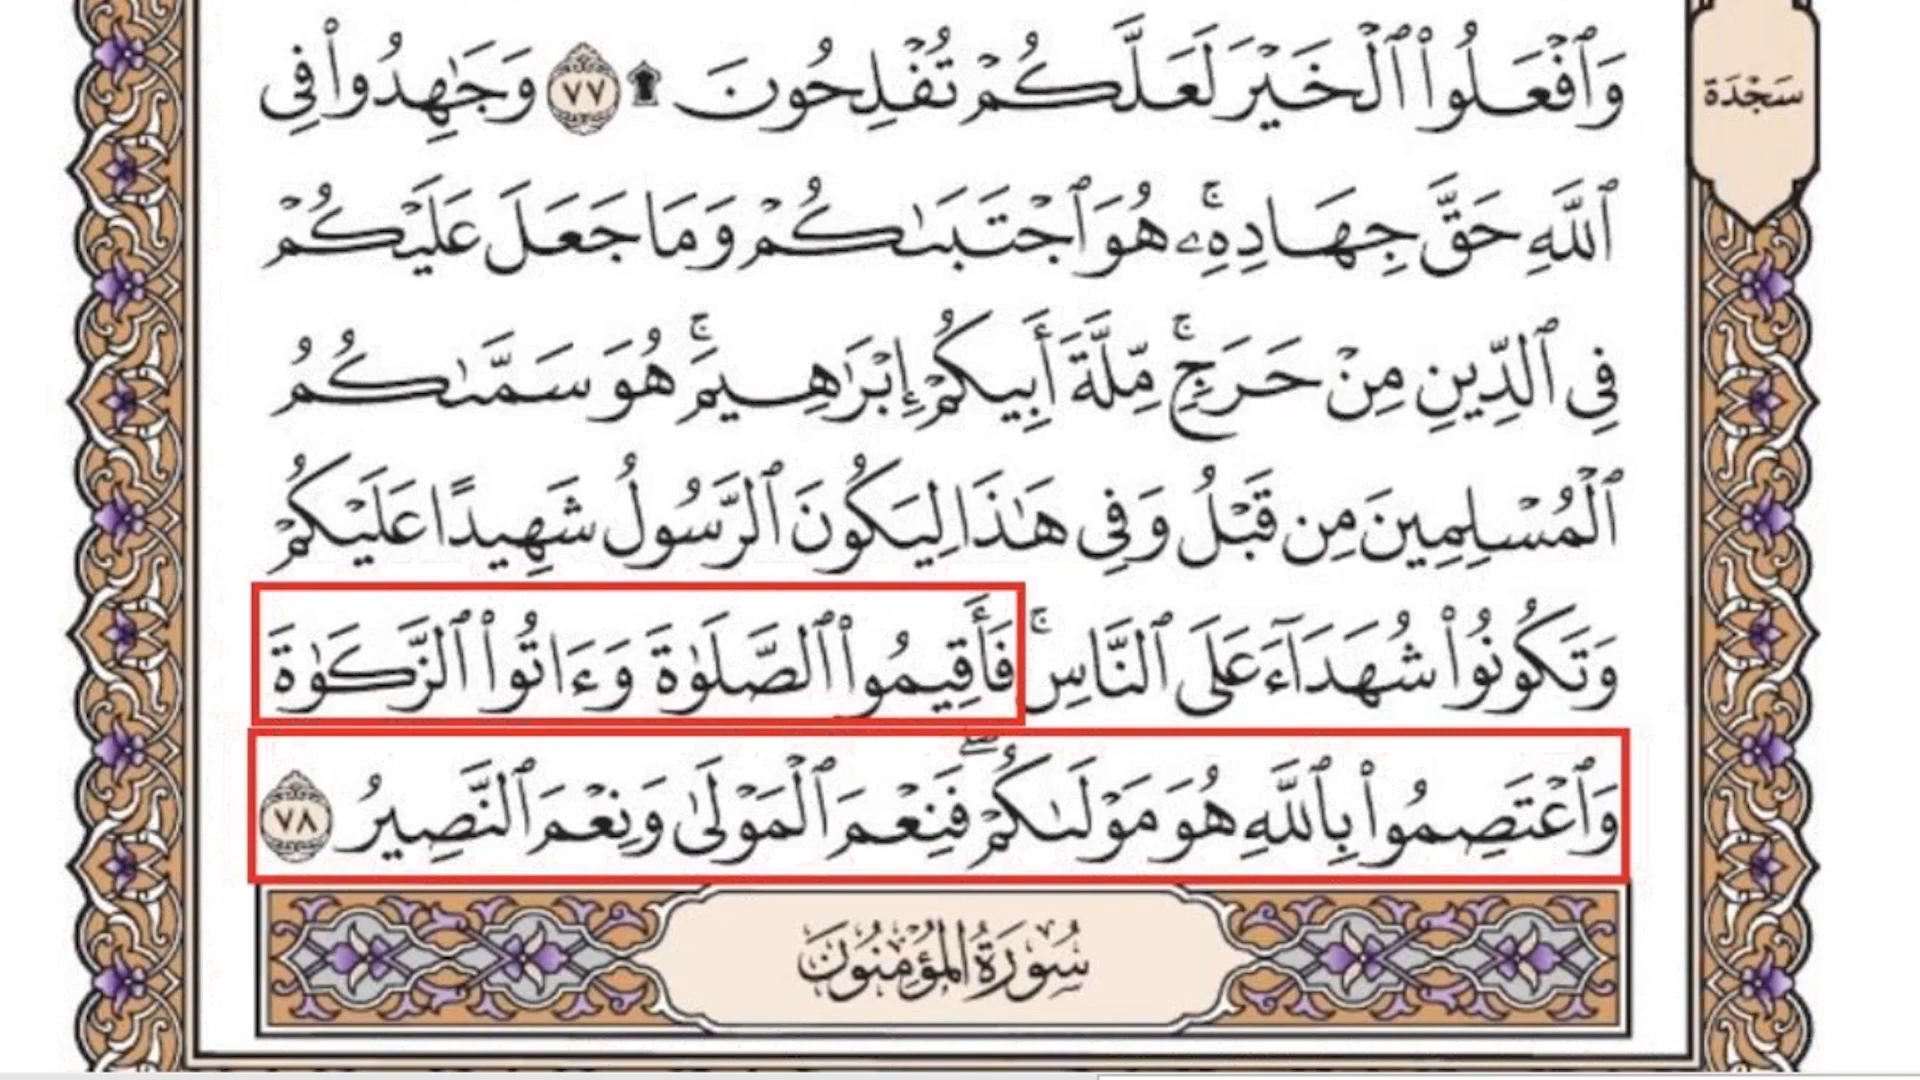 وَٱفْعَلُوا۟ ٱلْخَيْرَ لَعَلَّكُمْ تُفْلِحُونَ ۩ ٧٧ وَجَٰهِدُوا۟ فِى
سَجْدَة
ٱللَّهِ حَقَّ جِهَادِهِۦ ۚ هُوَ ٱجْتَبَىٰكُمْ وَمَا جَعَلَ عَلَيْكُمْ
فِى ٱلدِّينِ مِنْ حَرَجٍ ۚ مِّلَّةَ أَبِيكُمْ إِبْرَٰهِيمَ ۚ هُوَ سَمَّىٰكُمُ
ٱلْمُسْلِمِينَ مِن قَبْلُ وَفِى هَٰذَا لِيَكُونَ ٱلرَّسُولُ شَهِيدًا عَلَيْكُمْ
وَتَكُونُوا۟ شُهَدَآءَ عَلَى ٱلنَّاسِ ۚ فَأَقِيمُوا۟ ٱلصَّلَوٰةَ وَءَاتُوا۟ ٱلزَّكَوٰةَ
وَٱعْتَصِمُوا۟ بِٱللَّهِ هُوَ مَوْلَىٰكُمْ ۖ فَنِعْمَ ٱلْمَوْلَىٰ وَنِعْمَ ٱلنَّصِيرُ ٧٨
سُورَةُ المُؤْمِنُونَ